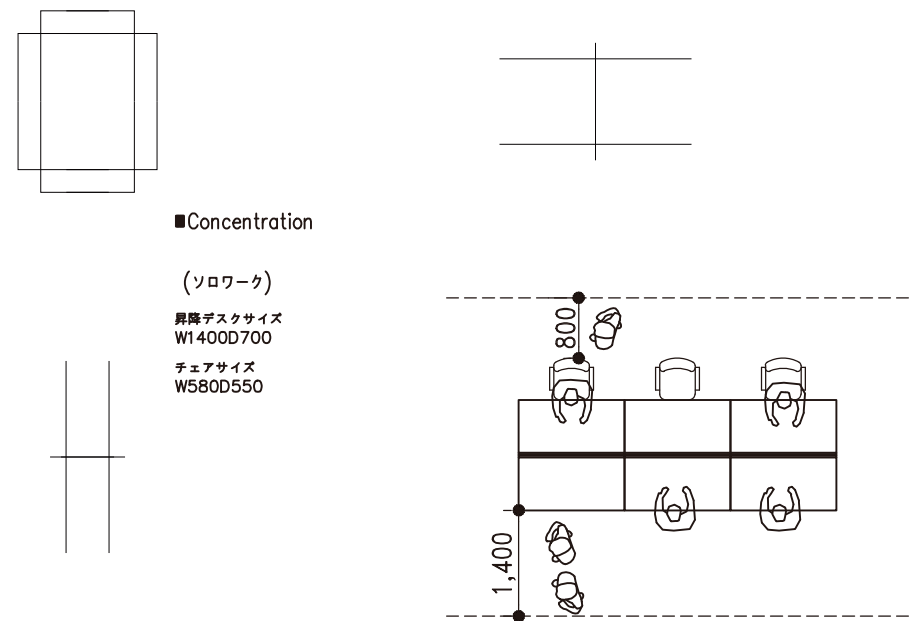 ■Concentration
(ソロワーク)
昇降デスクサイズ
W1400D700
チェアサイズ
W580D550
800
1,400